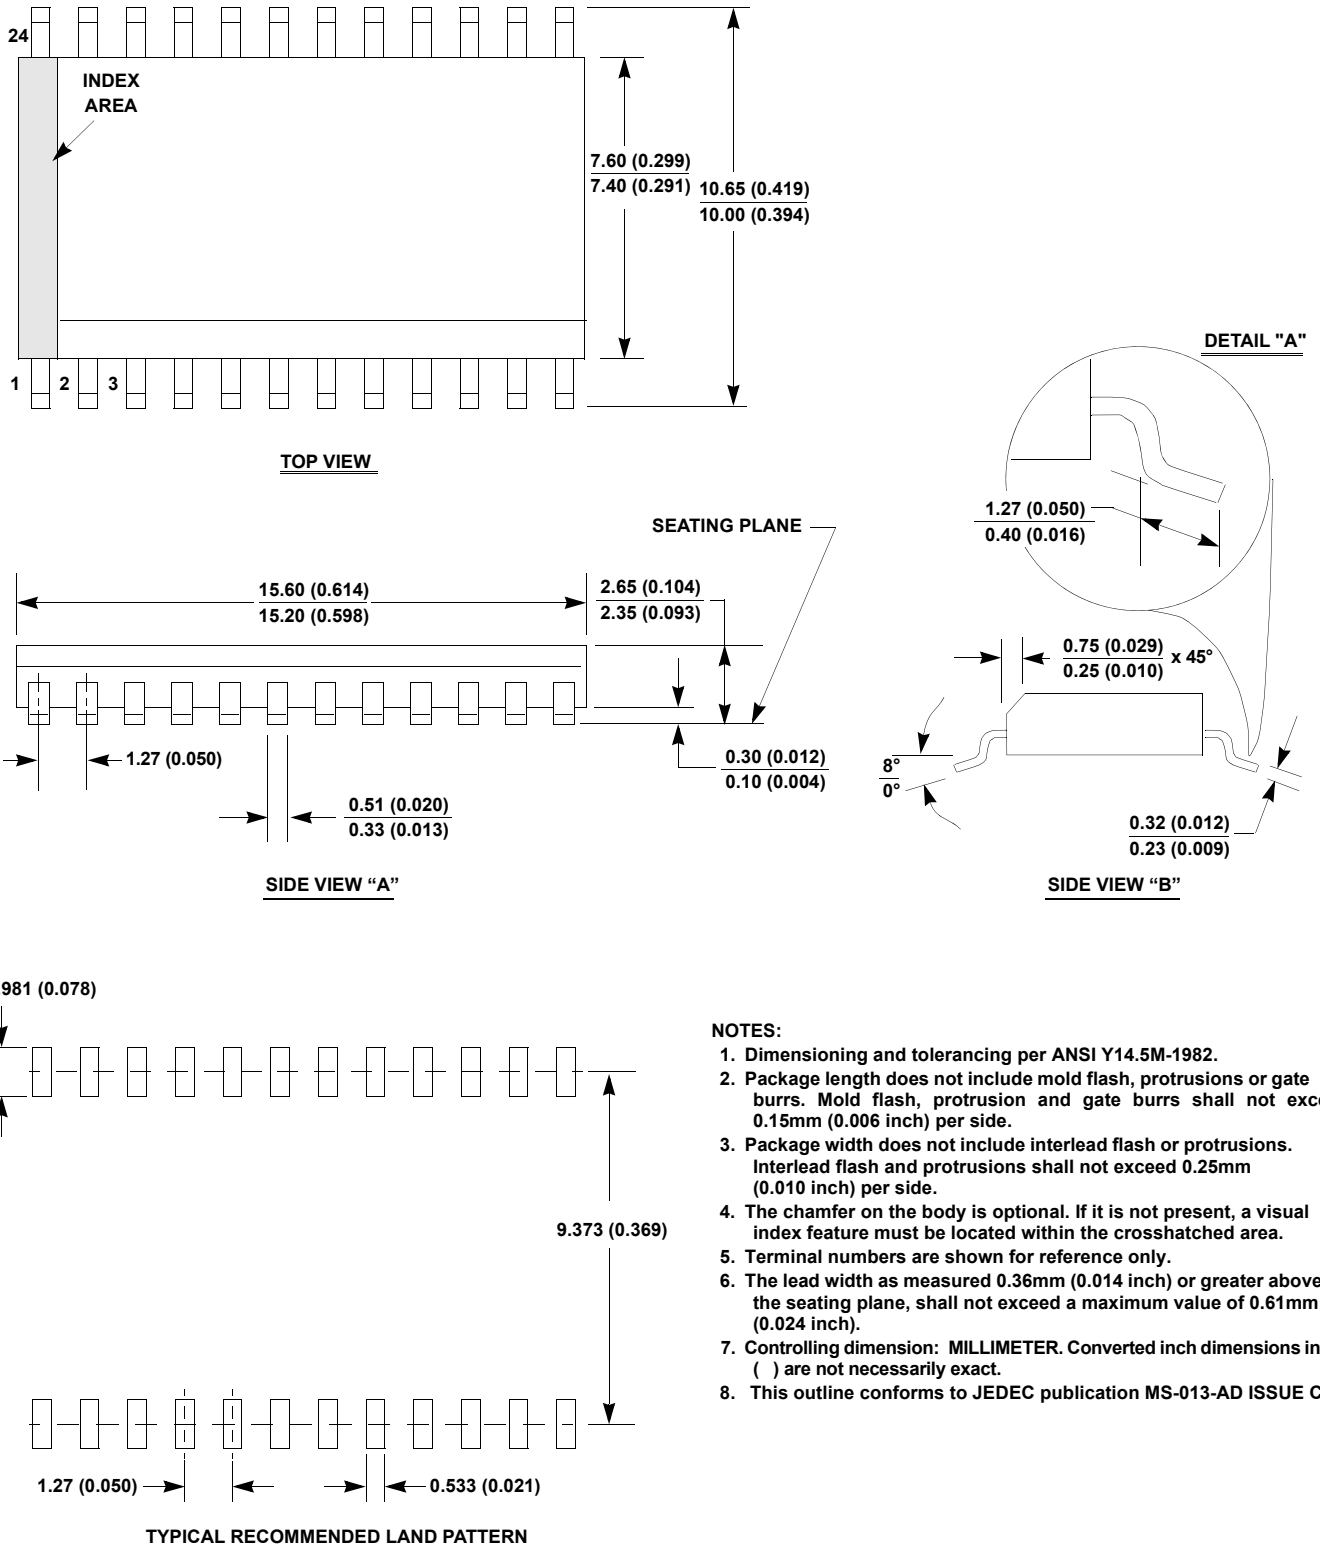 24
INDEX
AREA
7.60 (0.299)
7.40 (0.291)
10.65 (0.419)
10.00 (0.394)
1
2
3
TOP VIEW
DETAIL "A"
1.27 (0.050)
0.40 (0.016)
SEATING PLANE
15.60 (0.614)
15.20 (0.598)
2.65 (0.104)
2.35 (0.093)
1.27 (0.050)
0.51 (0.020)
0.33 (0.013)
0.30 (0.012)
0.10 (0.004)
SIDE VIEW “A”
0.75 (0.029)
0.25 (0.010)
x 45°
8°
0°
0.32 (0.012)
0.23 (0.009)
SIDE VIEW “B”
981 (0.078)
9.373 (0.369)
1.27 (0.050)
0.533 (0.021)
TYPICAL RECOMMENDED LAND PATTERN
NOTES:
1. Dimensioning and tolerancing per ANSI Y14.5M-1982.
2. Package length does not include mold flash, protrusions or gate
burrs. Mold flash, protrusion and gate burrs shall not exce
0.15mm (0.006 inch) per side.
3. Package width does not include interlead flash or protrusions.
Interlead flash and protrusions shall not exceed 0.25mm
(0.010 inch) per side.
4. The chamfer on the body is optional. If it is not present, a visual
index feature must be located within the crosshatched area.
5. Terminal numbers are shown for reference only.
6. The lead width as measured 0.36mm (0.014 inch) or greater above
the seating plane, shall not exceed a maximum value of 0.61mm
(0.024 inch).
7. Controlling dimension: MILLIMETER. Converted inch dimensions in
( ) are not necessarily exact.
8. This outline conforms to JEDEC publication MS-013-AD ISSUE C